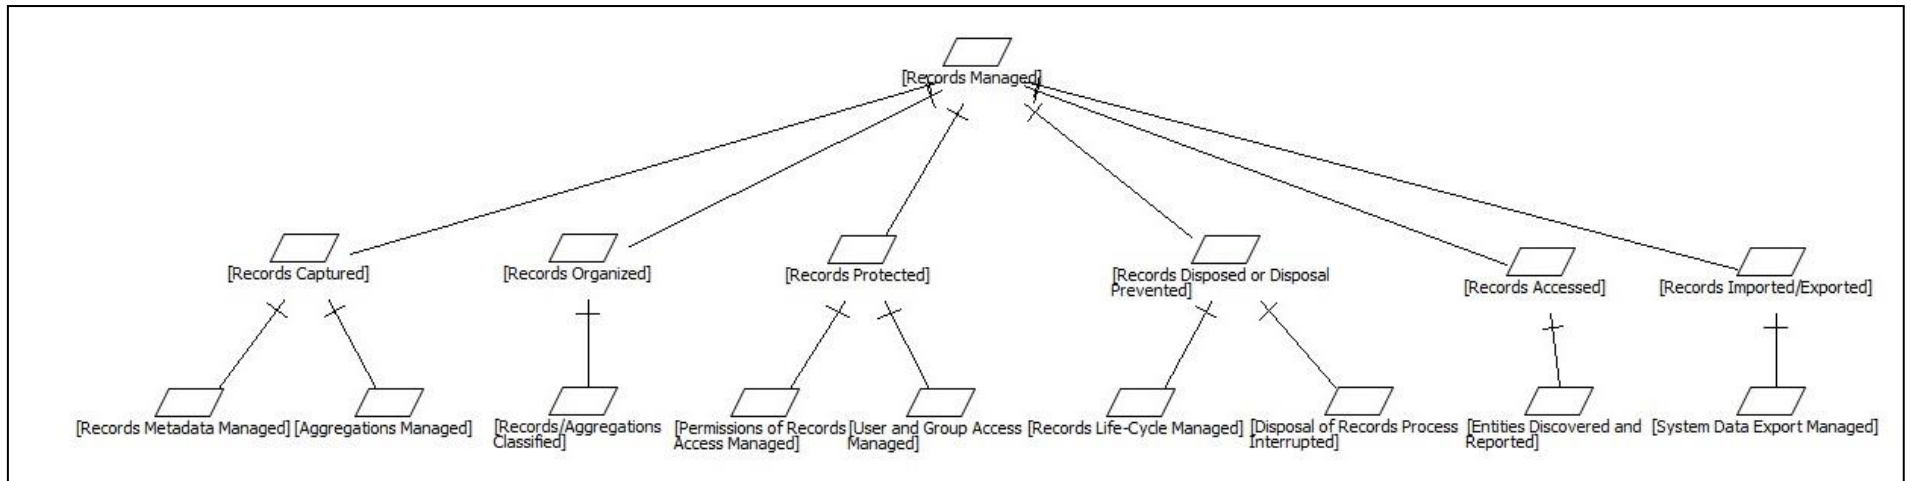 [Records Managed]
[Records Captured]
[Records Organized]
[Records Protected]
[Records Disposed or Disposal
Prevented]
[Records Accessed]
[Records Imported/Exported]
[Records Metadata Managed]
[Aggregations Managed]
[Records/Aggregations
Classified]
[Permissions of Records
Access Managed]
[User and Group Access
Managed]
[Records Life-Cycle Managed]
[Disposal of Records Process
Interrupted]
[Entities Discovered and
Reported]
[System Data Export Managed]